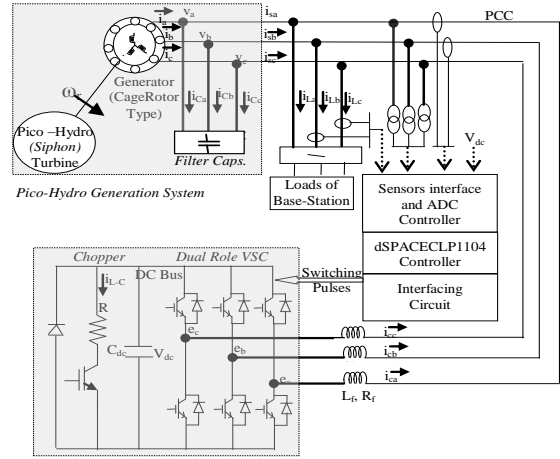 v_a
i_a
i_sa
PCC
i_b
v_b
i_sb
i_c
v_c
i_sc
Generator
(CageRotor
Type)
ω_r
i_Ca
i_Cb
i_Cc
i_La
i_Lb
i_Lc
Pico –Hydro
(Siphon)
Turbine
Filter Caps.
V_dc
Pico-Hydro Generation System
Loads of
Base-Station
Sensors interface
and ADC
Controller
dSPACECLP1104
Controller
Interfacing
Circuit
Chopper
Dual Role VSC
DC Bus
Switching
Pulses
i_L-C
R
C_dc
V_dc
e_c
i_cc
e_b
i_cb
i_ca
L_f, R_f